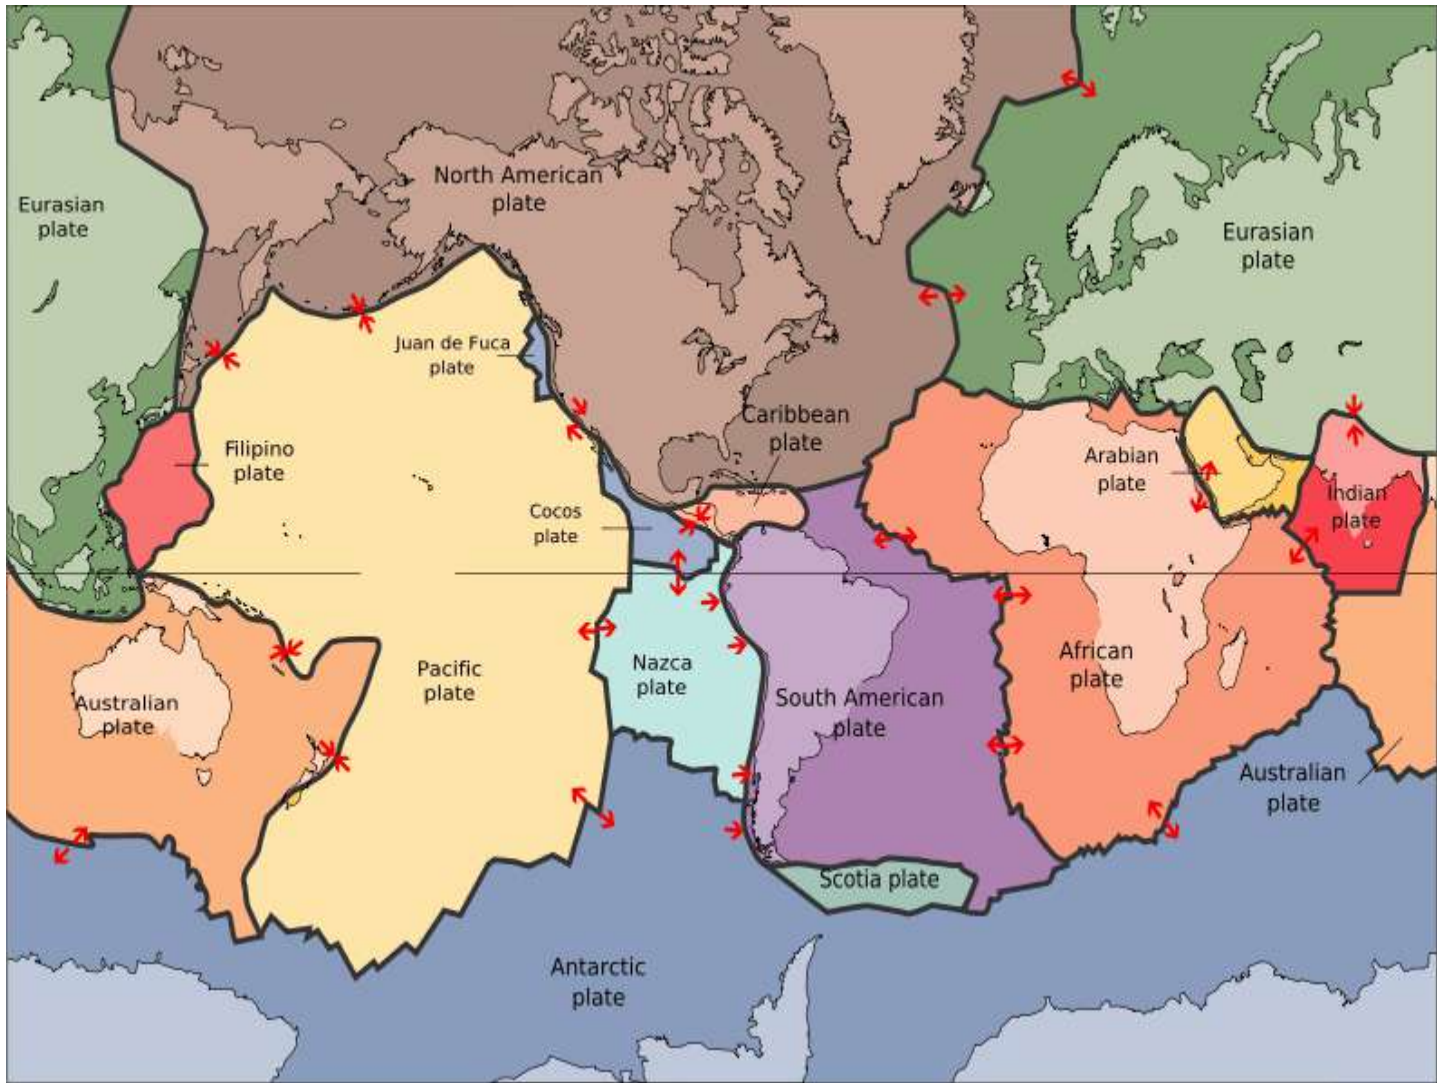 North American
plate
Eurasian
plate
Eurasian
plate
Juan de Fuca
plate
Caribbean
plate
Filipino
plate
Arabian
plate
Cocos
plate
Indian
plate
Pacific
plate
Nazca
plate
African
plate
South American
plate
Australian
plate
Australian
plate
Scotia plate
Antarctic
plate